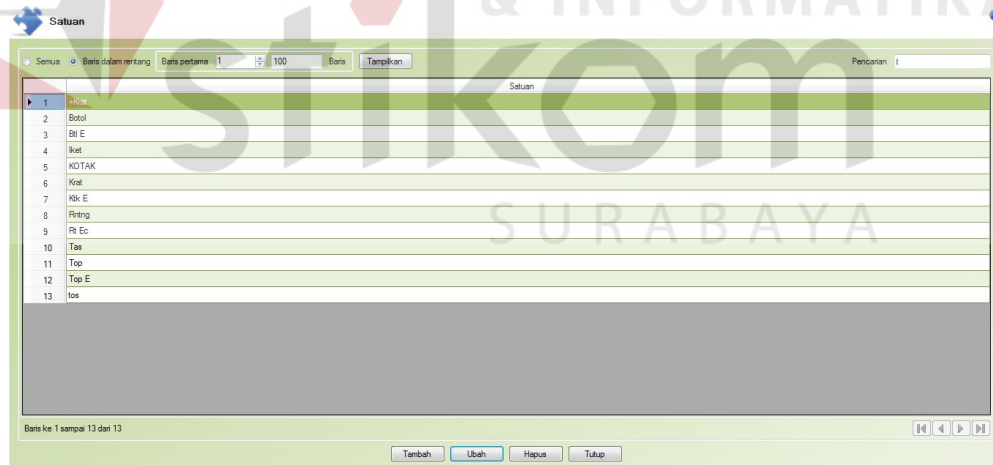 & INFORMATIKA
Satuan
Semua Baris dalam rentang Baris pertama 1 100 Baris Tampilkan Pencarian t
Satuan
1 +Krat
2 Botol
3 Btl E
4 Iket
5 KOTAK
6 Krat
7 Ktk E
8 Rntng
9 Rt Ec
10 Tas
11 Top
12 Top E
13 tos
stikom
SURABAYA
Baris ke 1 sampai 13 dari 13
Tambah Ubah Hapus Tutup